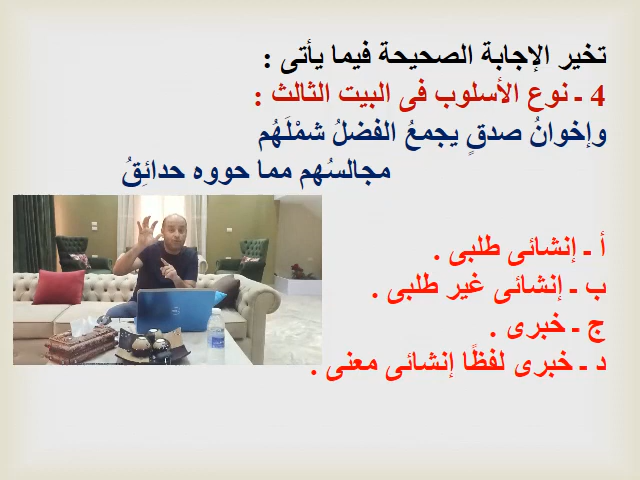 تخير الإجابة الصحيحة فيما يأتى :
4 ـ نوع الأسلوب فى البيت الثالث :
وإخوانُ صدقٍ يجمعُ الفضلُ شمْلَهُم
مجالسُهم مما حووه حدائِقُ
أ ـ إنشائى طلبى .
ب ـ إنشائى غير طلبى .
ج ـ خبرى .
د ـ خبرى لفظًا إنشائى معنى .